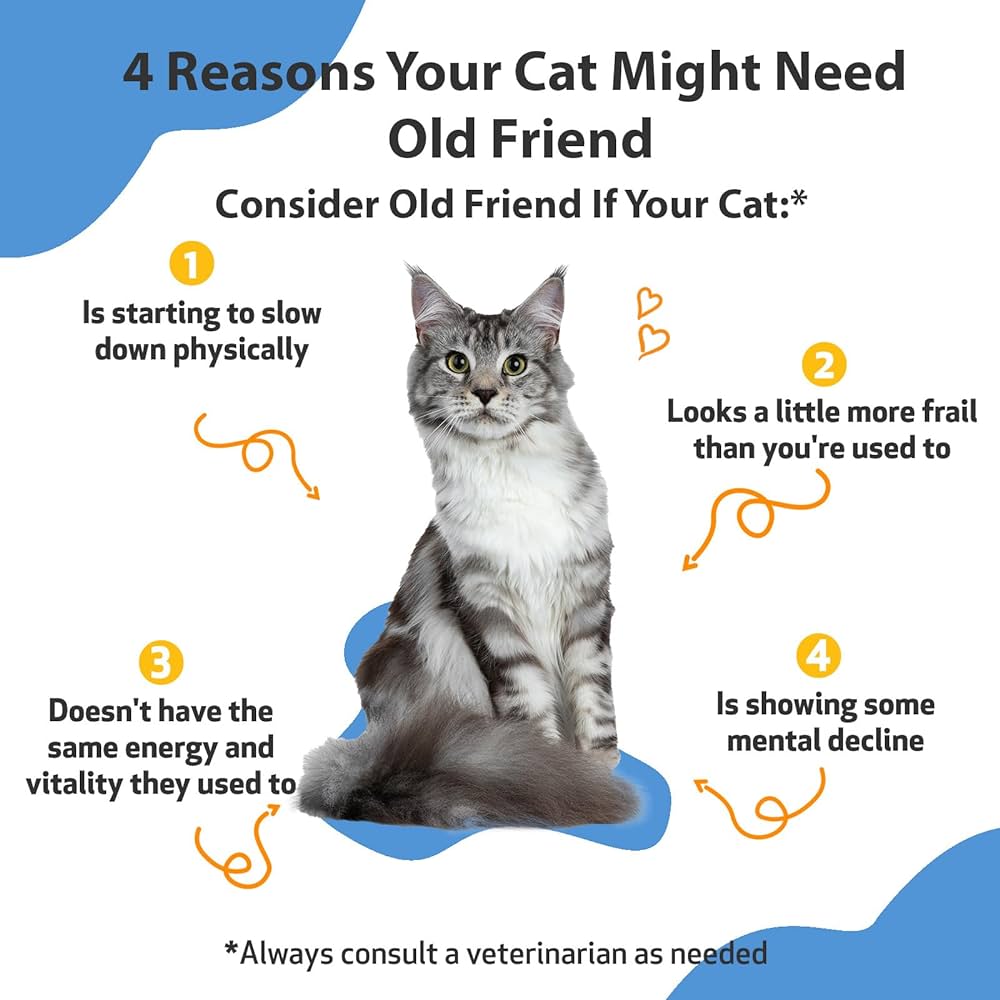 4 Reasons Your Cat Might Need
Old Friend
Consider Old Friend If Your Cat:*
1
Is starting to slow
down physically
2
Looks a little more frail
than you're used to
3
Doesn't have the
same energy and
vitality they used to
4
Is showing some
mental decline
*Always consult a veterinarian as needed